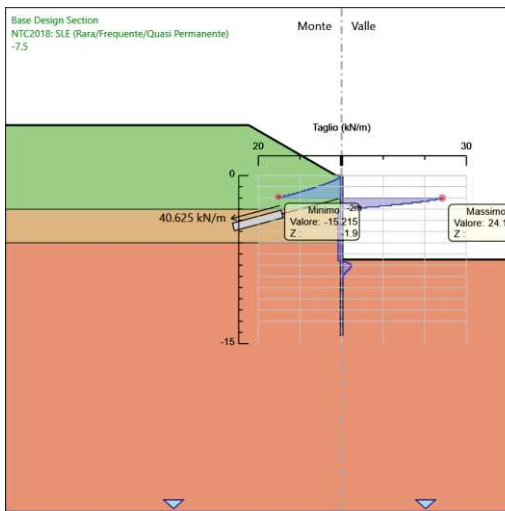 Base Design Section
NTC2018: SLE (Rara/Frequente/Quasi Permanente)
-7.5
Monte
Valle
Taglio (kN/m)
20
30
0
40.625 kN/m
-2m
Minimo
Valore: -15.215
Z : -1.9
Massimo
Valore: 24.1
Z :
-15